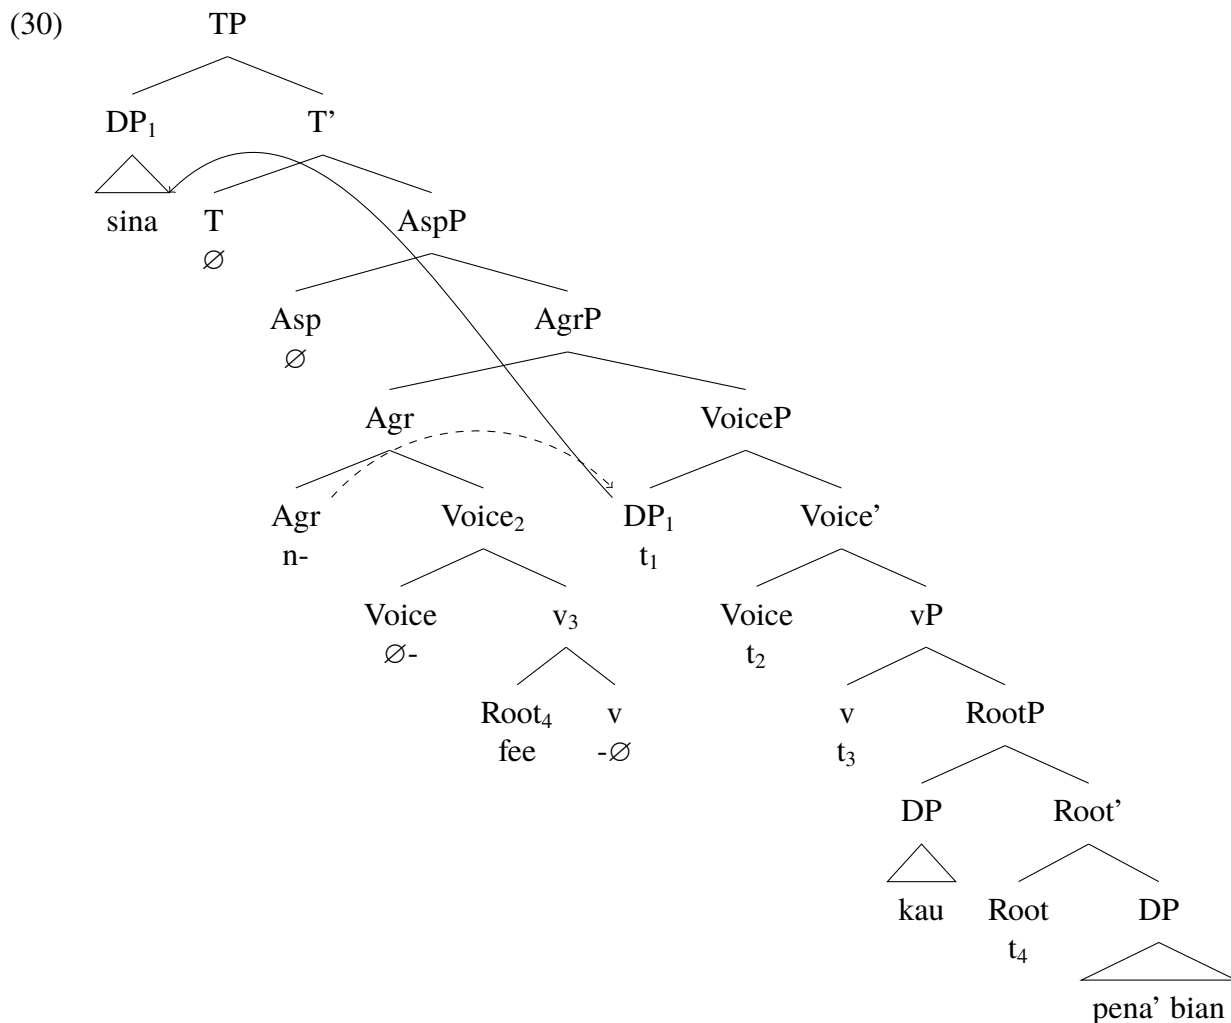 (30) TP
DP₁ T’
sina T AspP
∅
Asp AgrP
∅
Agr VoiceP
Agr Voice₂ DP₁ Voice’
n- t₁
Voice v₃ Voice vP
∅- t₂
Root₄ v v RootP
fee -∅ t₃
DP Root’
kau Root DP
t₄
pena’ bian